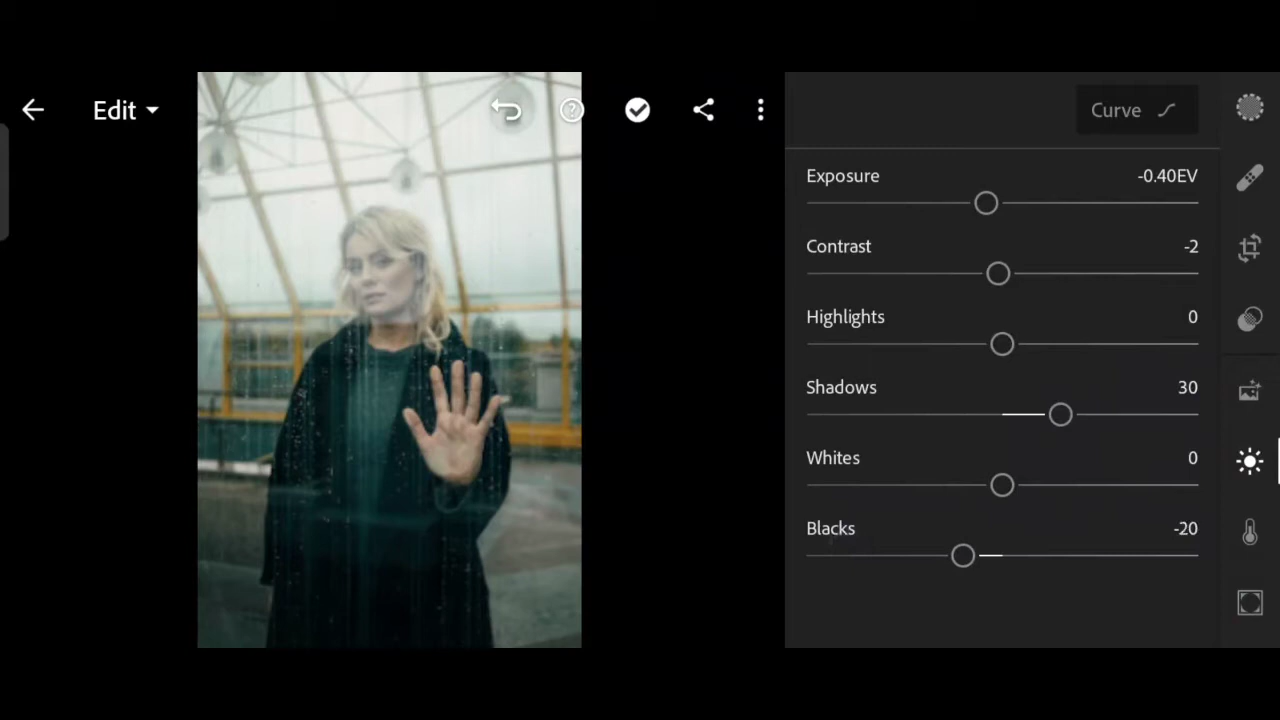 Edit
Curve
Exposure -0.40EV
Contrast -2
Highlights 0
Shadows 30
Whites 0
Blacks -20